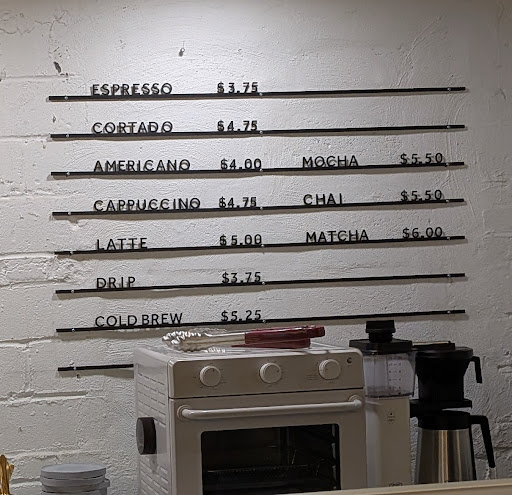 ESPRESSO $3.75
CORTADO $4.75
AMERICANO $4.00 MOCHA $5.50
CAPPUCCINO $4.75 CHAI $5.50
LATTE $5.00 MATCHA $6.00
DRIP $3.75
COLD BREW $5.25